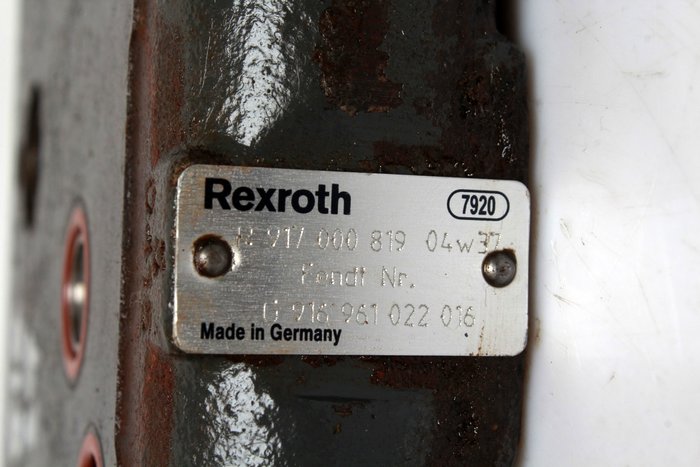 Rexroth 7920
R 917 000 819 04w37
Fendt Nr.
G 916 961 022 016
Made in Germany